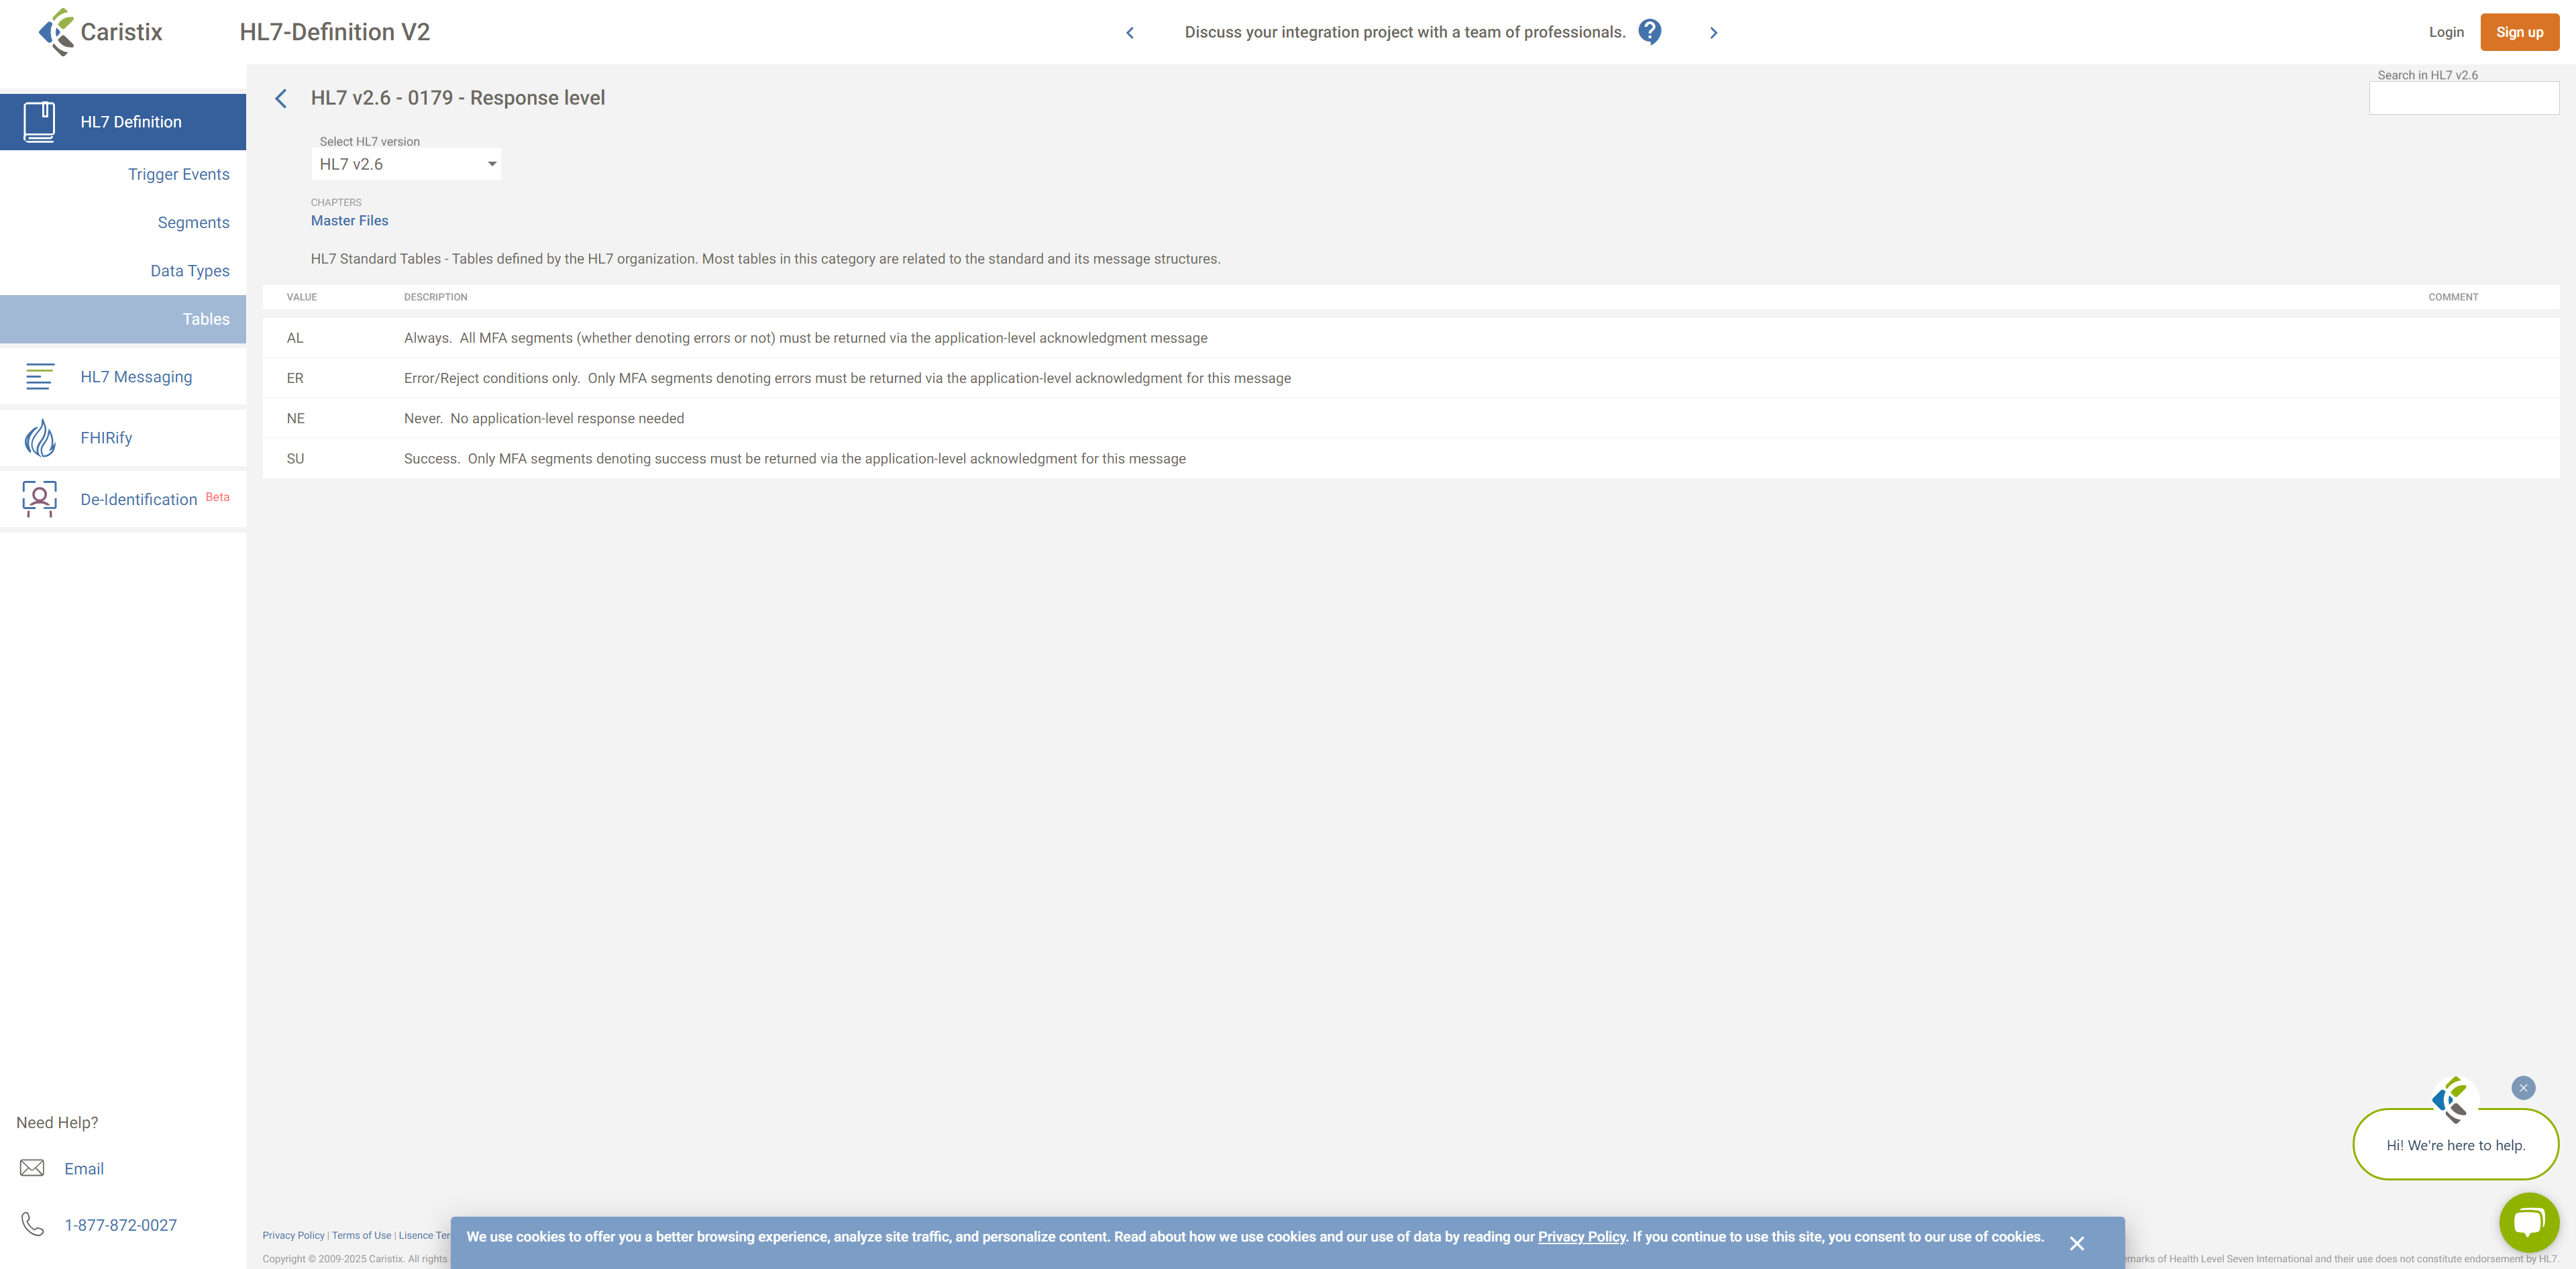 Caristix
HL7-Definition V2
Discuss your integration project with a team of professionals.
Login
Sign up
HL7 Definition
Trigger Events
Segments
Data Types
Tables
HL7 Messaging
FHIRify
De-Identification Beta
Need Help?
Email
1-877-872-0027
HL7 v2.6 - 0179 - Response level
Search in HL7 v2.6
Select HL7 version
HL7 v2.6
CHAPTERS
Master Files
HL7 Standard Tables - Tables defined by the HL7 organization. Most tables in this category are related to the standard and its message structures.
VALUE DESCRIPTION COMMENT
AL Always. All MFA segments (whether denoting errors or not) must be returned via the application-level acknowledgment message
ER Error/Reject conditions only. Only MFA segments denoting errors must be returned via the application-level acknowledgment for this message
NE Never. No application-level response needed
SU Success. Only MFA segments denoting success must be returned via the application-level acknowledgment for this message
Hi! We're here to help.
Privacy Policy | Terms of Use | Lisence Ter
We use cookies to offer you a better browsing experience, analyze site traffic, and personalize content. Read about how we use cookies and our use of data by reading our Privacy Policy. If you continue to use this site, you consent to our use of cookies.
Copyright © 2009-2025 Caristix. All rights
emarks of Health Level Seven International and their use does not constitute endorsement by HL7.